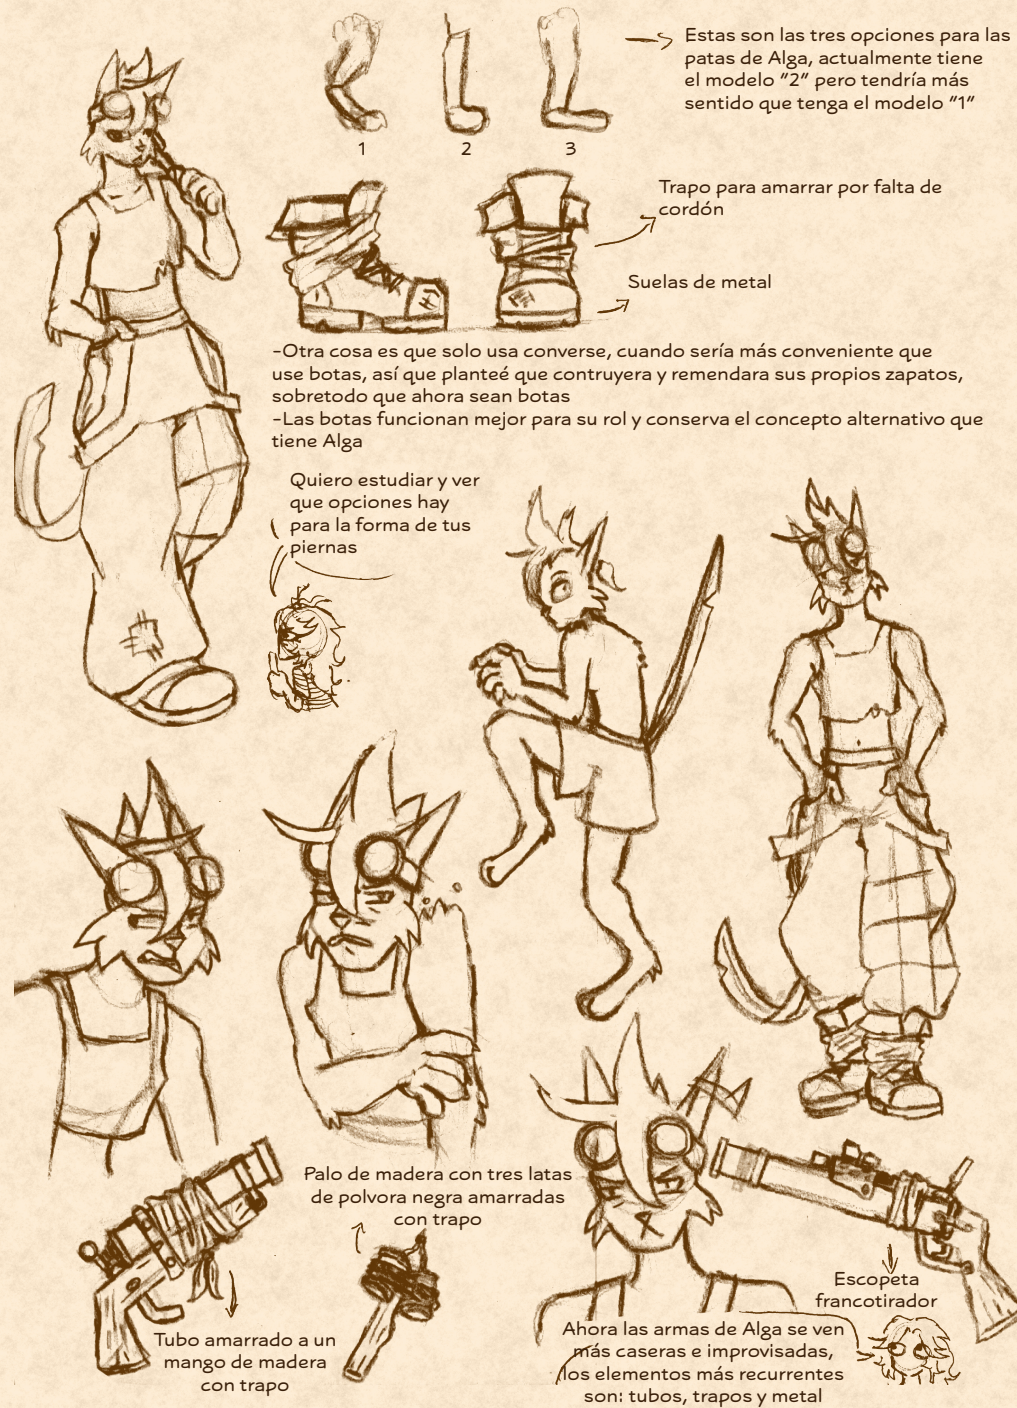 Estas son las tres opciones para las
patas de Alga, actualmente tiene
el modelo "2" pero tendría más
sentido que tenga el modelo "1"
1
2
3
Trapo para amarrar por falta de
cordón
Suelas de metal
-Otra cosa es que solo usa converse, cuando sería más conveniente que
use botas, así que planteé que contruyera y remendara sus propios zapatos,
sobretodo que ahora sean botas
-Las botas funcionan mejor para su rol y conserva el concepto alternativo que
tiene Alga
Quiero estudiar y ver
que opciones hay
para la forma de tus
piernas
Palo de madera con tres latas
de polvora negra amarradas
con trapo
Tubo amarrado a un
mango de madera
con trapo
Escopeta
francotirador
Ahora las armas de Alga se ven
más caseras e improvisadas,
los elementos más recurrentes
son: tubos, trapos y metal